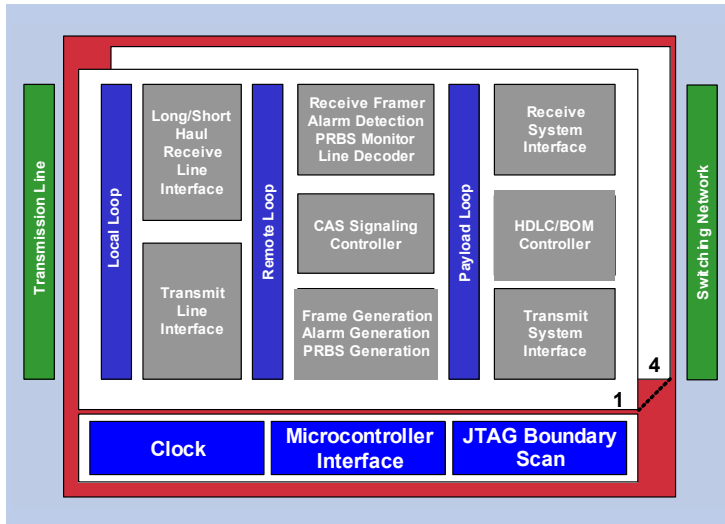 Transmission Line
Local Loop
Long/Short
Haul
Receive
Line
Interface
Transmit
Line
Interface
Remote Loop
Receive Framer
Alarm Detection
PRBS Monitor
Line Decoder
CAS Signaling
Controller
Frame Generation
Alarm Generation
PRBS Generation
Payload Loop
Receive
System
Interface
HDLC/BOM
Controller
Transmit
System
Interface
Switching Network
4
1
Clock
Microcontroller
Interface
JTAG Boundary
Scan